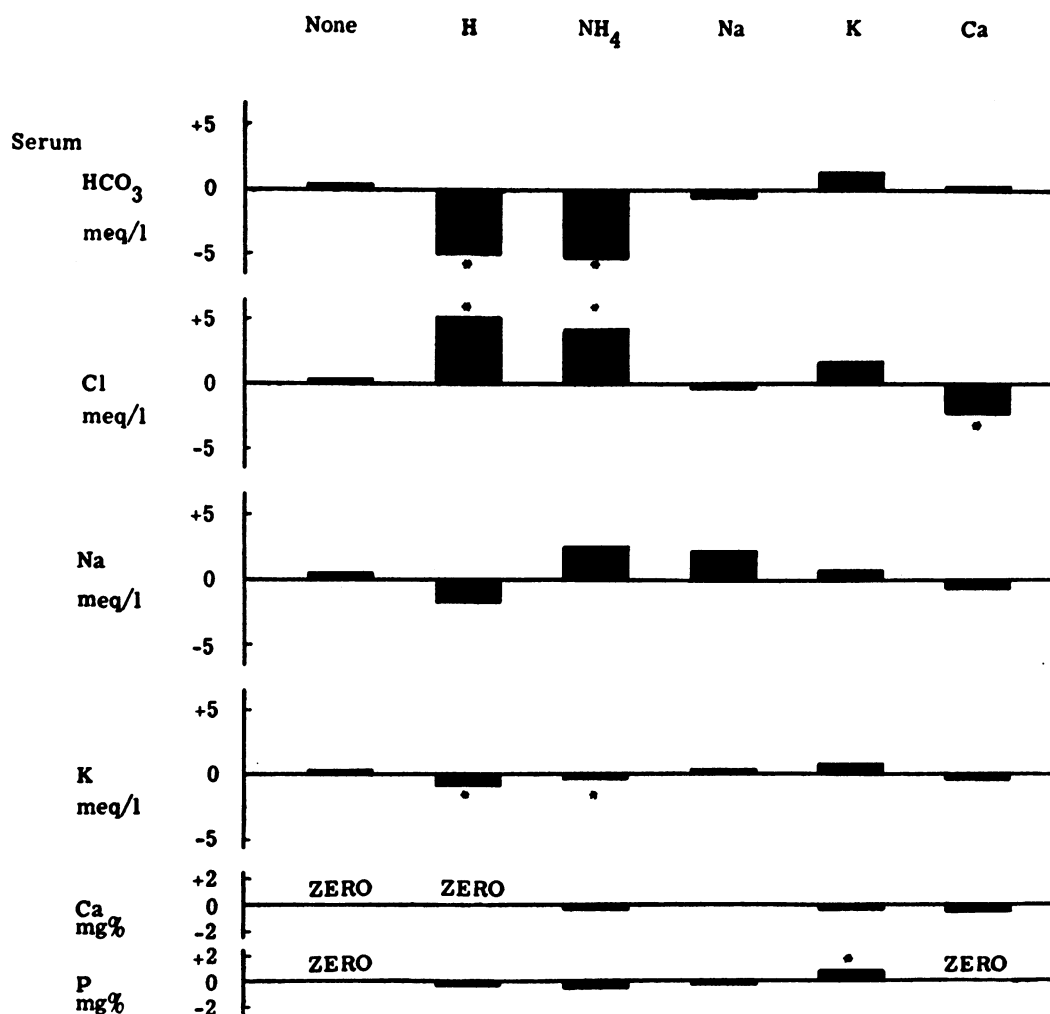 None H NH4 Na K Ca
+5
Serum
HCO3 0
meq/l
-5
* *
* *
+5
Cl 0
meq/l
*
-5
+5
Na 0
meq/l
-5
+5
K 0
meq/l * *
-5
+2 ZERO ZERO
Ca 0
mg% -2
+2 ZERO * ZERO
P 0
mg% -2